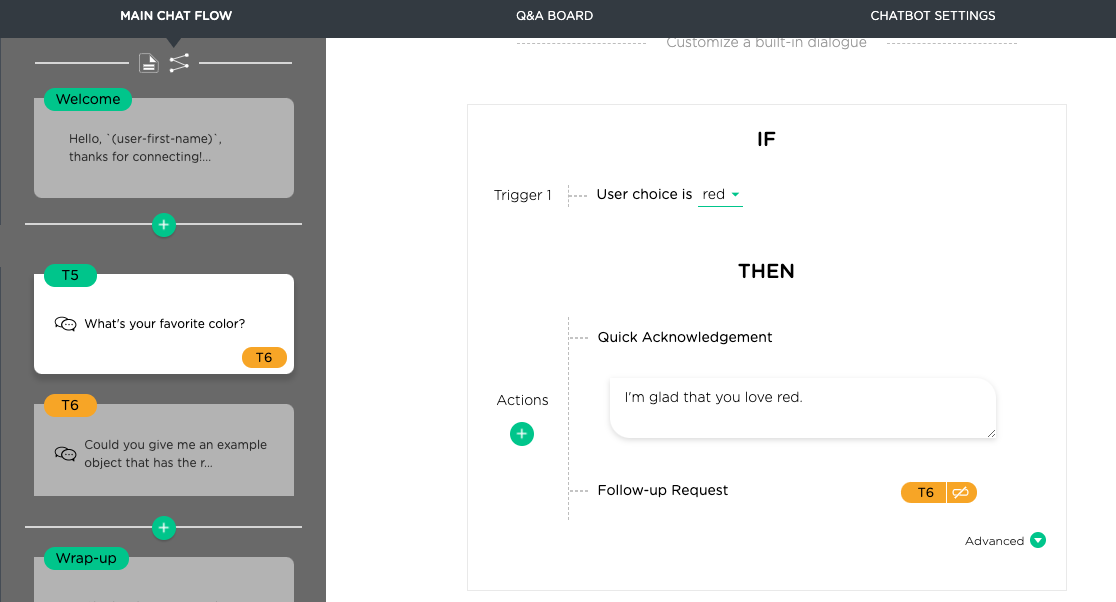 MAIN CHAT FLOW
Q&A BOARD
CHATBOT SETTINGS
Welcome
Hello, `(user-first-name)`,
thanks for connecting!...
T5
What's your favorite color?
T6
T6
Could you give me an example
object that has the r...
Wrap-up
Customize a built-in dialogue
IF
Trigger 1
User choice is red
THEN
Quick Acknowledgement
Actions
I'm glad that you love red.
Follow-up Request
T6
Advanced